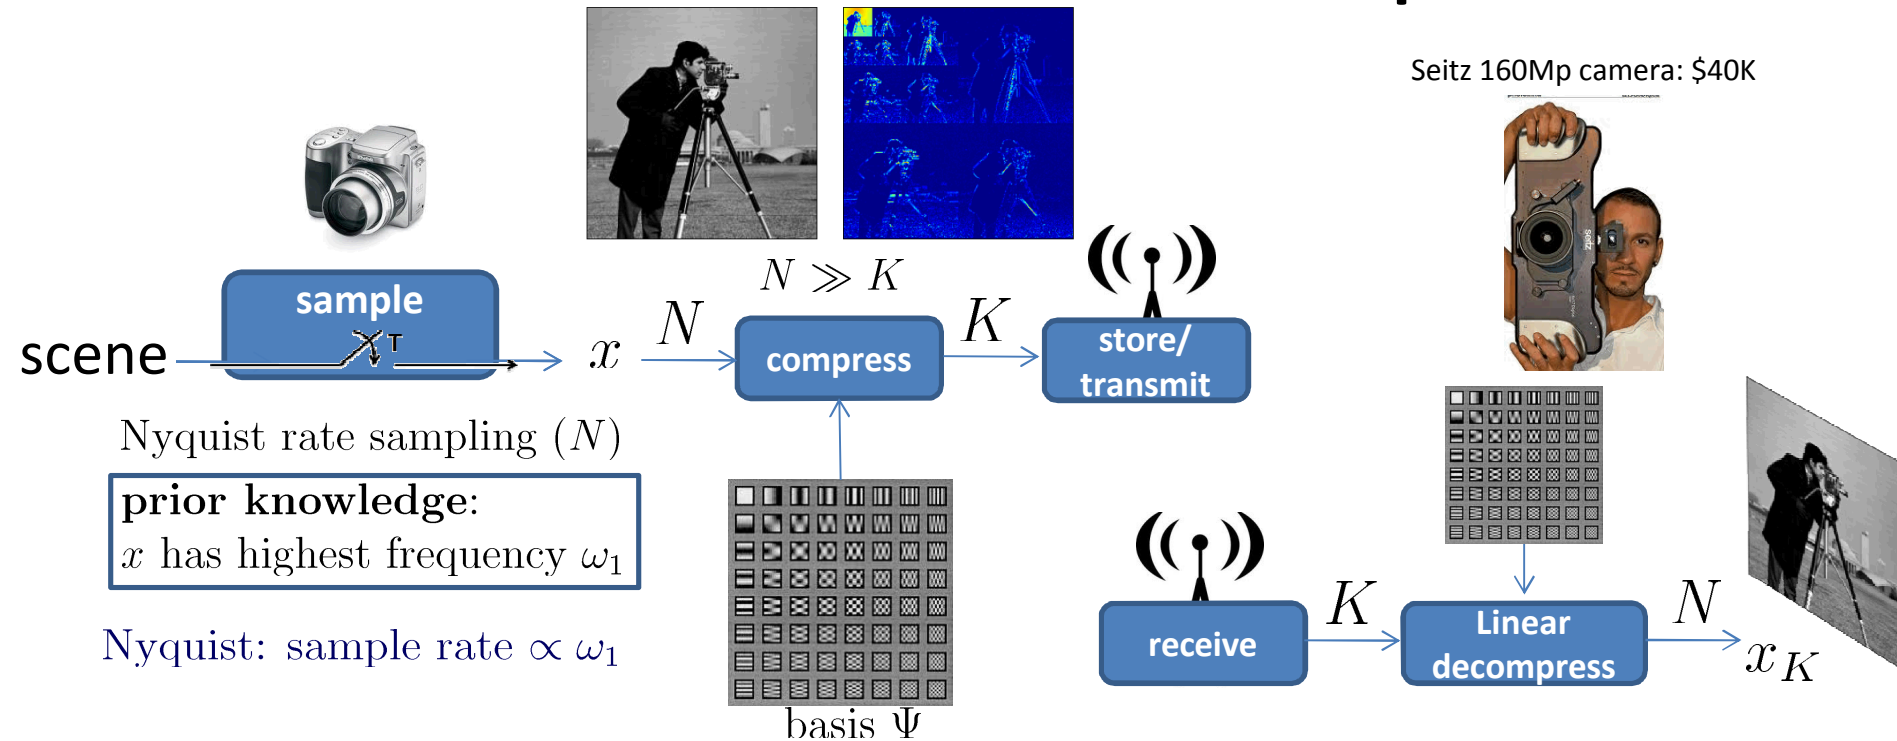 Seitz 160Mp camera: $40K
seitz
N ≫ K
sample
T
scene
x
N
compress
K
store/
transmit
Nyquist rate sampling (N)
prior knowledge:
x has highest frequency ω₁
Nyquist: sample rate ∝ ω₁
basis Ψ
receive
K
Linear
decompress
N
x_K